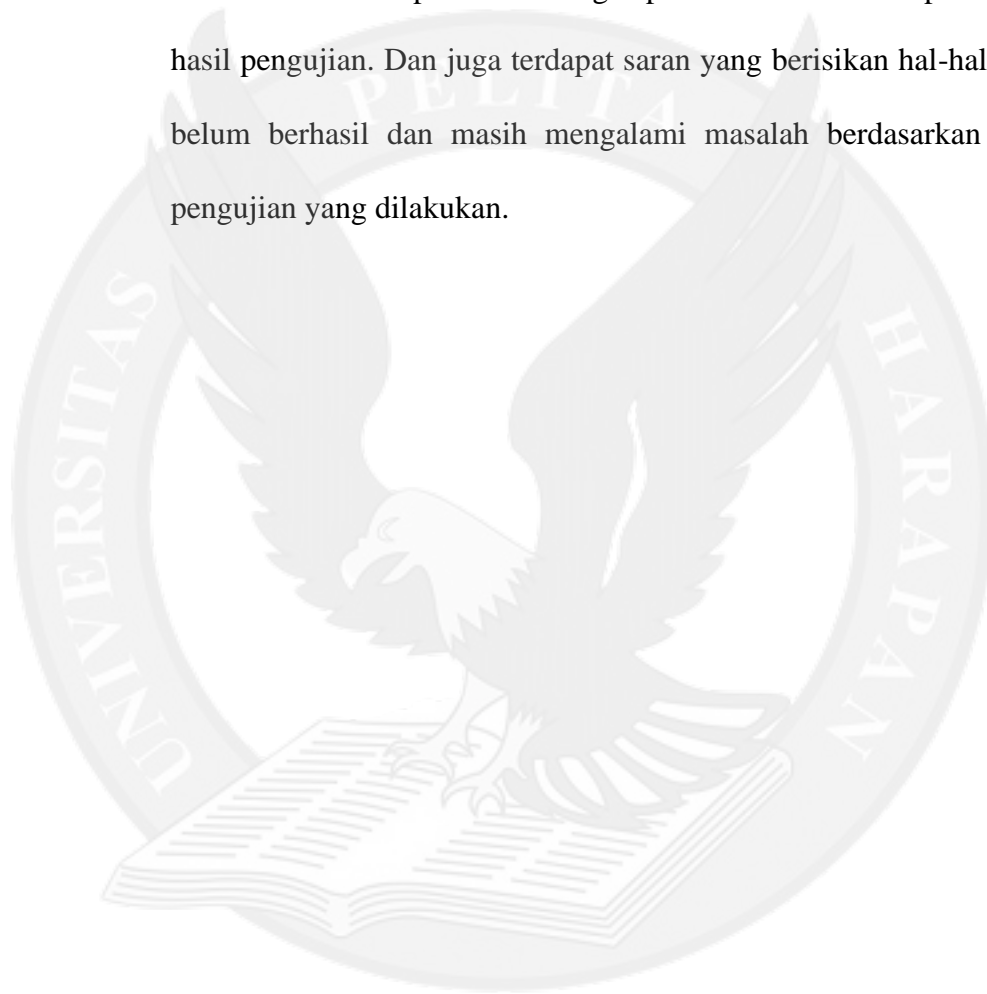 hasil pengujian. Dan juga terdapat saran yang berisikan hal-hal
belum berhasil dan masih mengalami masalah berdasarkan
pengujian yang dilakukan.
UNIVERSITAS PELITA HARAPAN